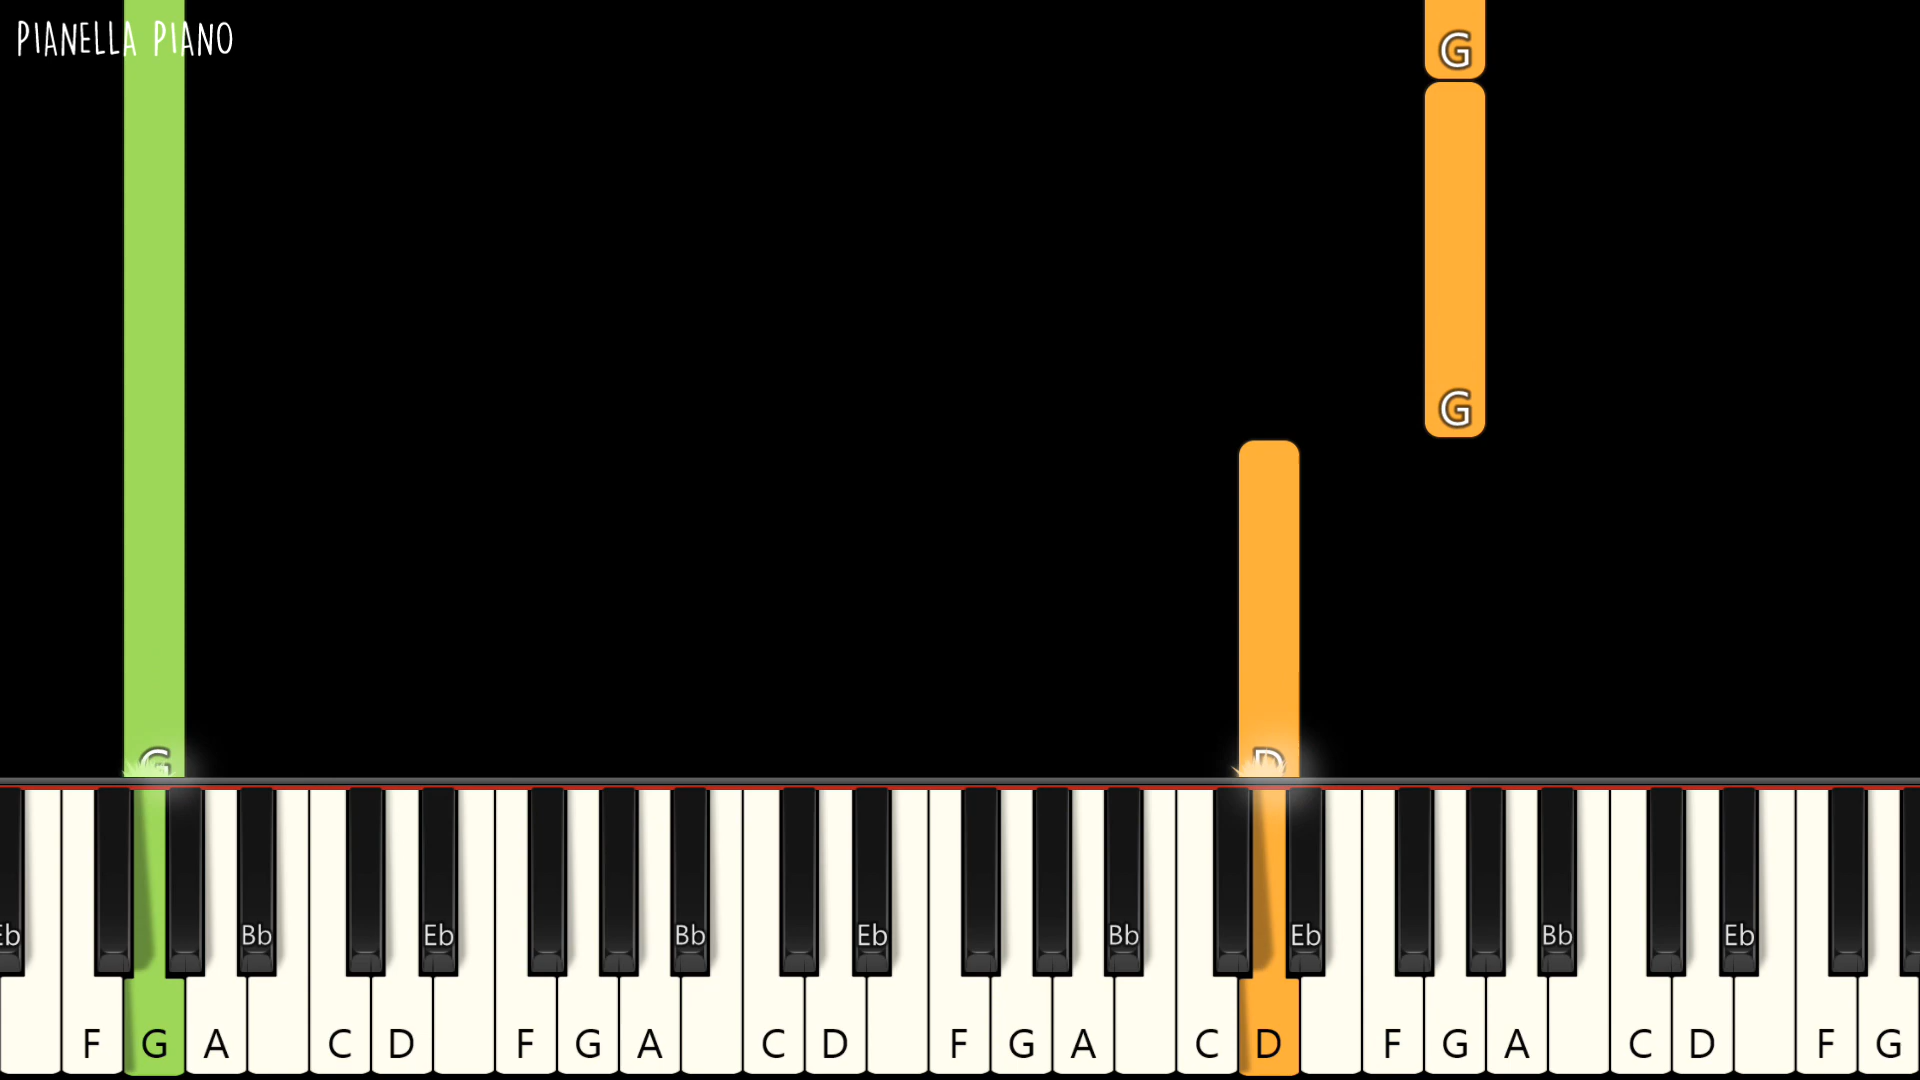 PIANELLA PIANO
G
G
G D
Eb Bb Eb Bb Eb Bb Eb Bb Eb
F G A C D F G A C D F G A C D F G A C D F G